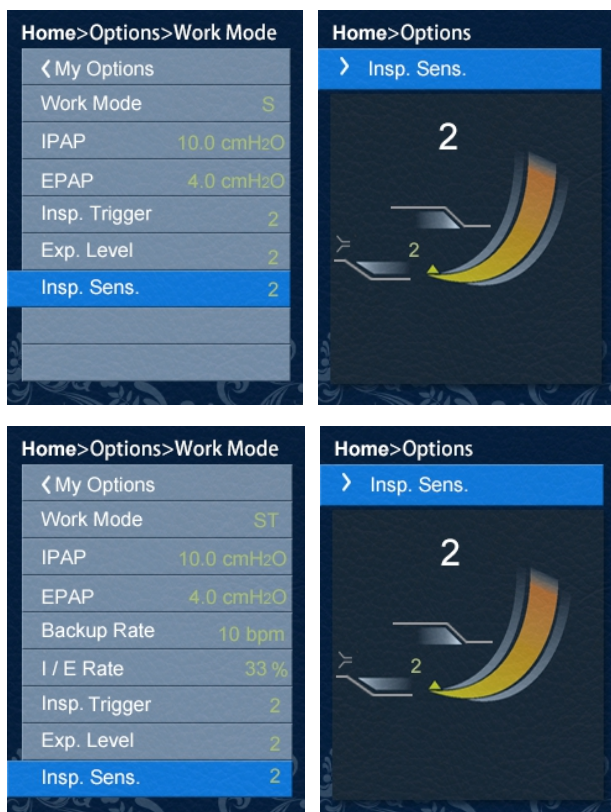 Home>Options>Work Mode
< My Options
Work Mode S
IPAP 10.0 cmH2O
EPAP 4.0 cmH2O
Insp. Trigger 2
Exp. Level 2
Insp. Sens. 2
Home>Options
> Insp. Sens.
2
2
Home>Options>Work Mode
< My Options
Work Mode ST
IPAP 10.0 cmH2O
EPAP 4.0 cmH2O
Backup Rate 10 bpm
I / E Rate 33 %
Insp. Trigger 2
Exp. Level 2
Insp. Sens. 2
Home>Options
> Insp. Sens.
2
2